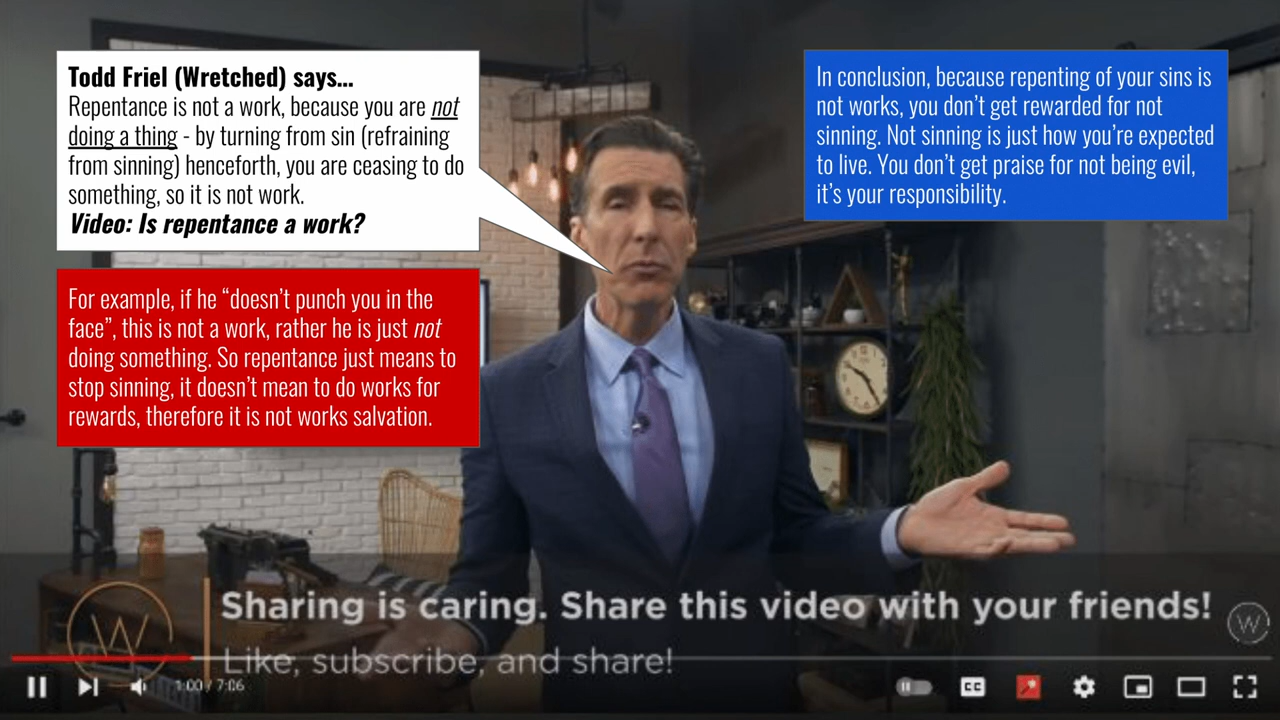 Todd Friel (Wretched) says...
Repentance is not a work, because you are not
doing a thing - by turning from sin (refraining
from sinning) henceforth, you are ceasing to do
something, so it is not work.
Video: Is repentance a work?
For example, if he “doesn’t punch you in the
face”, this is not a work, rather he is just not
doing something. So repentance just means to
stop sinning, it doesn’t mean to do works for
rewards, therefore it is not works salvation.
In conclusion, because repenting of your sins is
not works, you don’t get rewarded for not
sinning. Not sinning is just how you’re expected
to live. You don’t get praise for not being evil,
it’s your responsibility.
W
Sharing is caring. Share this video with your friends!
W
Like, subscribe, and share!
1:00 / 7:06
CC